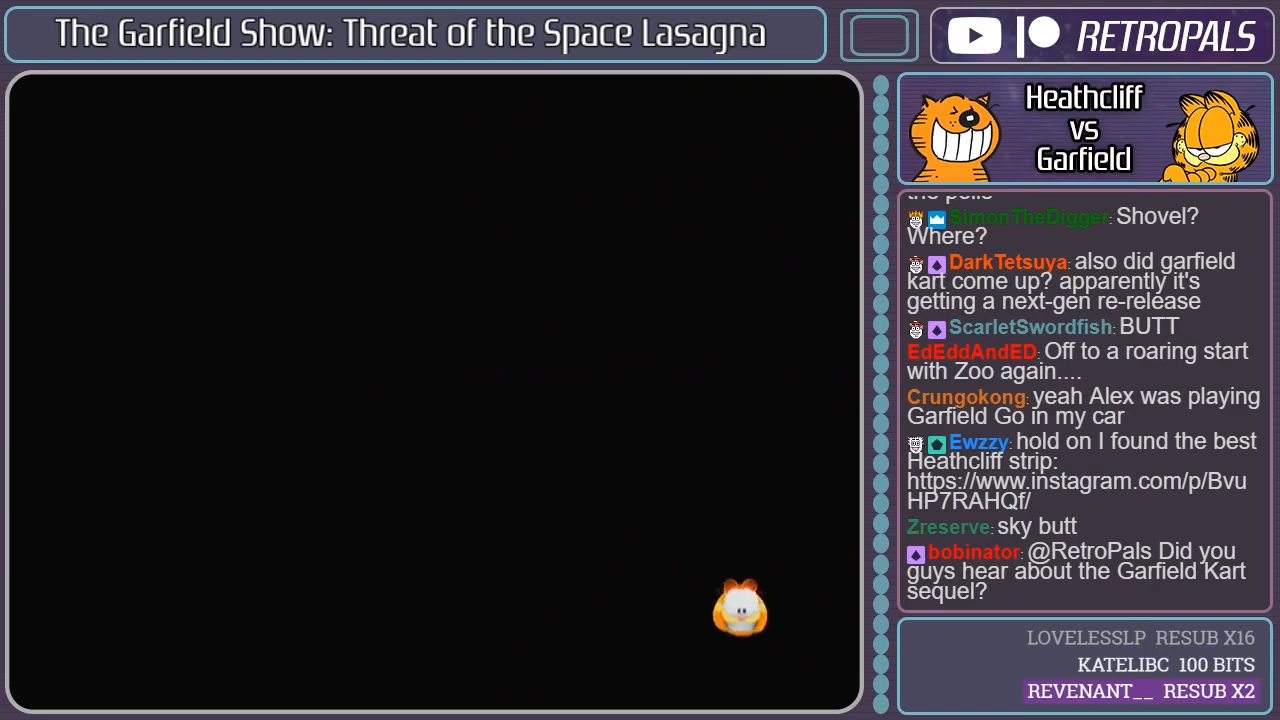 The Garfield Show: Threat of the Space Lasagna
RETROPALS
Heathcliff
vs
Garfield
the polls
SimonTheDigger: Shovel?
Where?
DarkTetsuya: also did garfield
kart come up? apparently it's
getting a next-gen re-release
ScarletSwordfish: BUTT
EdEddAndED: Off to a roaring start
with Zoo again....
Crungokong: yeah Alex was playing
Garfield Go in my car
Ewzzy: hold on I found the best
Heathcliff strip:
https://www.instagram.com/p/Bvu
HP7RAHQf/
Zreserve: sky butt
bobinator: @RetroPals Did you
guys hear about the Garfield Kart
sequel?
LOVELESSLP RESUB X16
KATELIBC 100 BITS
REVENANT__ RESUB X2